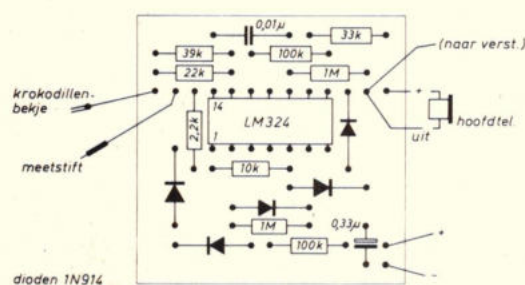 0,01µ
33k
39k
100k
(naar verst.)
22k
1M
+
krokodillen-
bekje
14
LM324
hoofdtel.
2,2k
1
uit
meetstift
10k
1M
0,33µ
+
100k
-
dioden 1N914